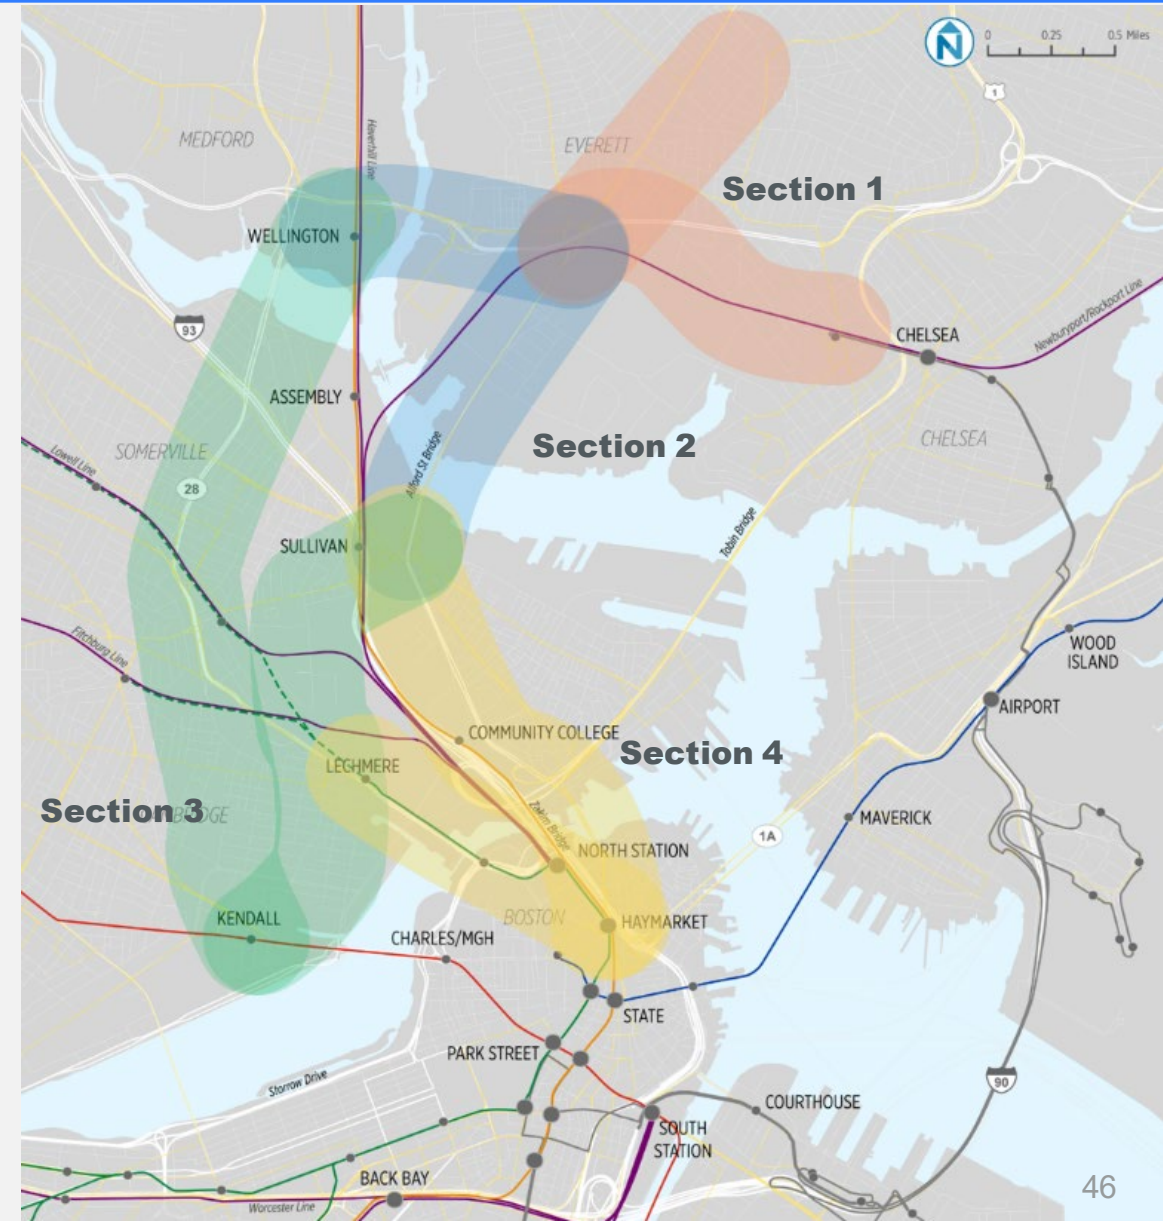 N
0 0.25 0.5 Miles
1
Haverhill Line
MEDFORD
EVERETT
Section 1
WELLINGTON
93
Newburyport/Rockport Line
CHELSEA
ASSEMBLY
SOMERVILLE
CHELSEA
Section 2
Lowell Line
28
Alford St Bridge
Tobin Bridge
SULLIVAN
Fitchburg Line
WOOD
ISLAND
AIRPORT
COMMUNITY COLLEGE
Section 4
LECHMERE
Section 3
BRIDGE
Zakim Bridge
1A
MAVERICK
NORTH STATION
KENDALL
BOSTON
HAYMARKET
CHARLES/MGH
STATE
PARK STREET
Storrow Drive
90
COURTHOUSE
SOUTH
STATION
BACK BAY
Worcester Line
46